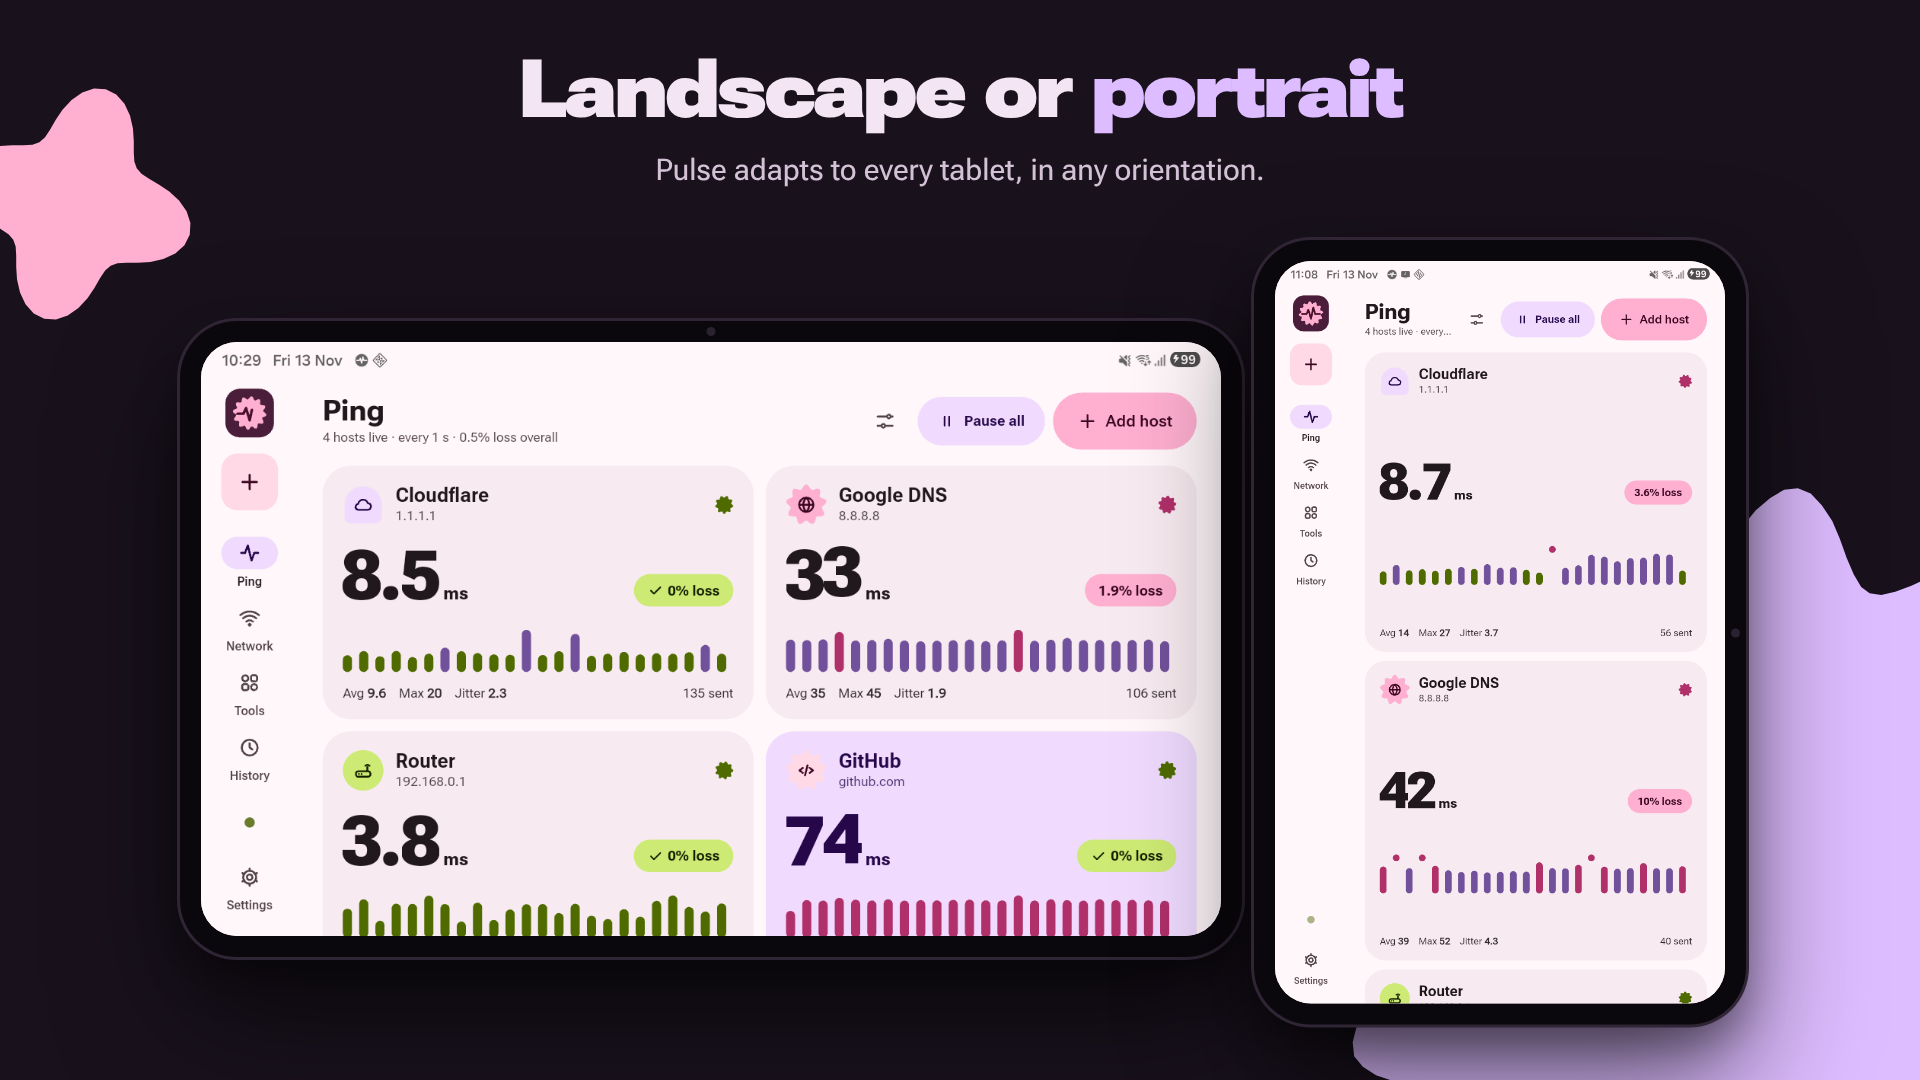 Landscape or portrait
Pulse adapts to every tablet, in any orientation.
10:29 Fri 13 Nov
99
Ping
4 hosts live · every 1 s · 0.5% loss overall
Pause all
Add host
Ping
Network
Tools
History
Settings
Cloudflare
1.1.1.1
8.5 ms
0% loss
Avg 9.6 Max 20 Jitter 2.3 135 sent
Google DNS
8.8.8.8
33 ms
1.9% loss
Avg 35 Max 45 Jitter 1.9 106 sent
Router
192.168.0.1
3.8 ms
0% loss
GitHub
github.com
74 ms
0% loss
11:08 Fri 13 Nov
99
Ping
4 hosts live · every...
Pause all
Add host
Ping
Network
Tools
History
Settings
Cloudflare
1.1.1.1
8.7 ms
3.6% loss
Avg 14 Max 27 Jitter 3.7 56 sent
Google DNS
8.8.8.8
42 ms
10% loss
Avg 39 Max 52 Jitter 4.3 40 sent
Router